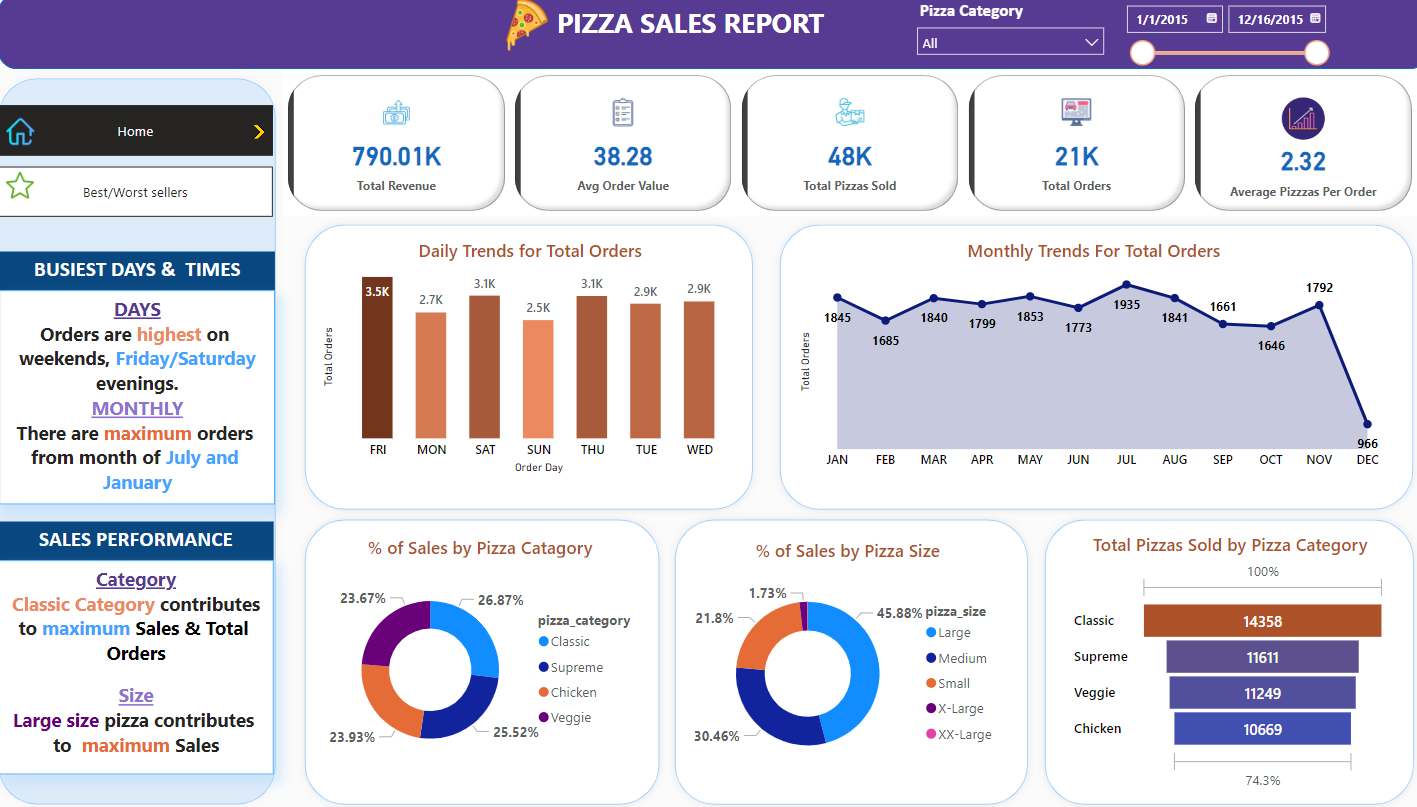 PIZZA SALES REPORT
Pizza Category
All
1/1/2015
12/16/2015
Home
Best/Worst sellers
790.01K
Total Revenue
38.28
Avg Order Value
48K
Total Pizzas Sold
21K
Total Orders
2.32
Average Pizzzas Per Order
BUSIEST DAYS & TIMES
DAYS
Orders are highest on
weekends, Friday/Saturday
evenings.
MONTHLY
There are maximum orders
from month of July and
January
SALES PERFORMANCE
Category
Classic Category contributes
to maximum Sales & Total
Orders
Size
Large size pizza contributes
to maximum Sales
Daily Trends for Total Orders
Total Orders
3.5K
2.7K
3.1K
2.5K
3.1K
2.9K
2.9K
FRI
MON
SAT
SUN
THU
TUE
WED
Order Day
Monthly Trends For Total Orders
Total Orders
1845
1685
1840
1799
1853
1773
1935
1841
1661
1646
1792
966
JAN
FEB
MAR
APR
MAY
JUN
JUL
AUG
SEP
OCT
NOV
DEC
% of Sales by Pizza Catagory
23.67%
26.87%
23.93%
25.52%
pizza_category
Classic
Supreme
Chicken
Veggie
% of Sales by Pizza Size
1.73%
21.8%
45.88%
30.46%
pizza_size
Large
Medium
Small
X-Large
XX-Large
Total Pizzas Sold by Pizza Category
100%
Classic
14358
Supreme
11611
Veggie
11249
Chicken
10669
74.3%